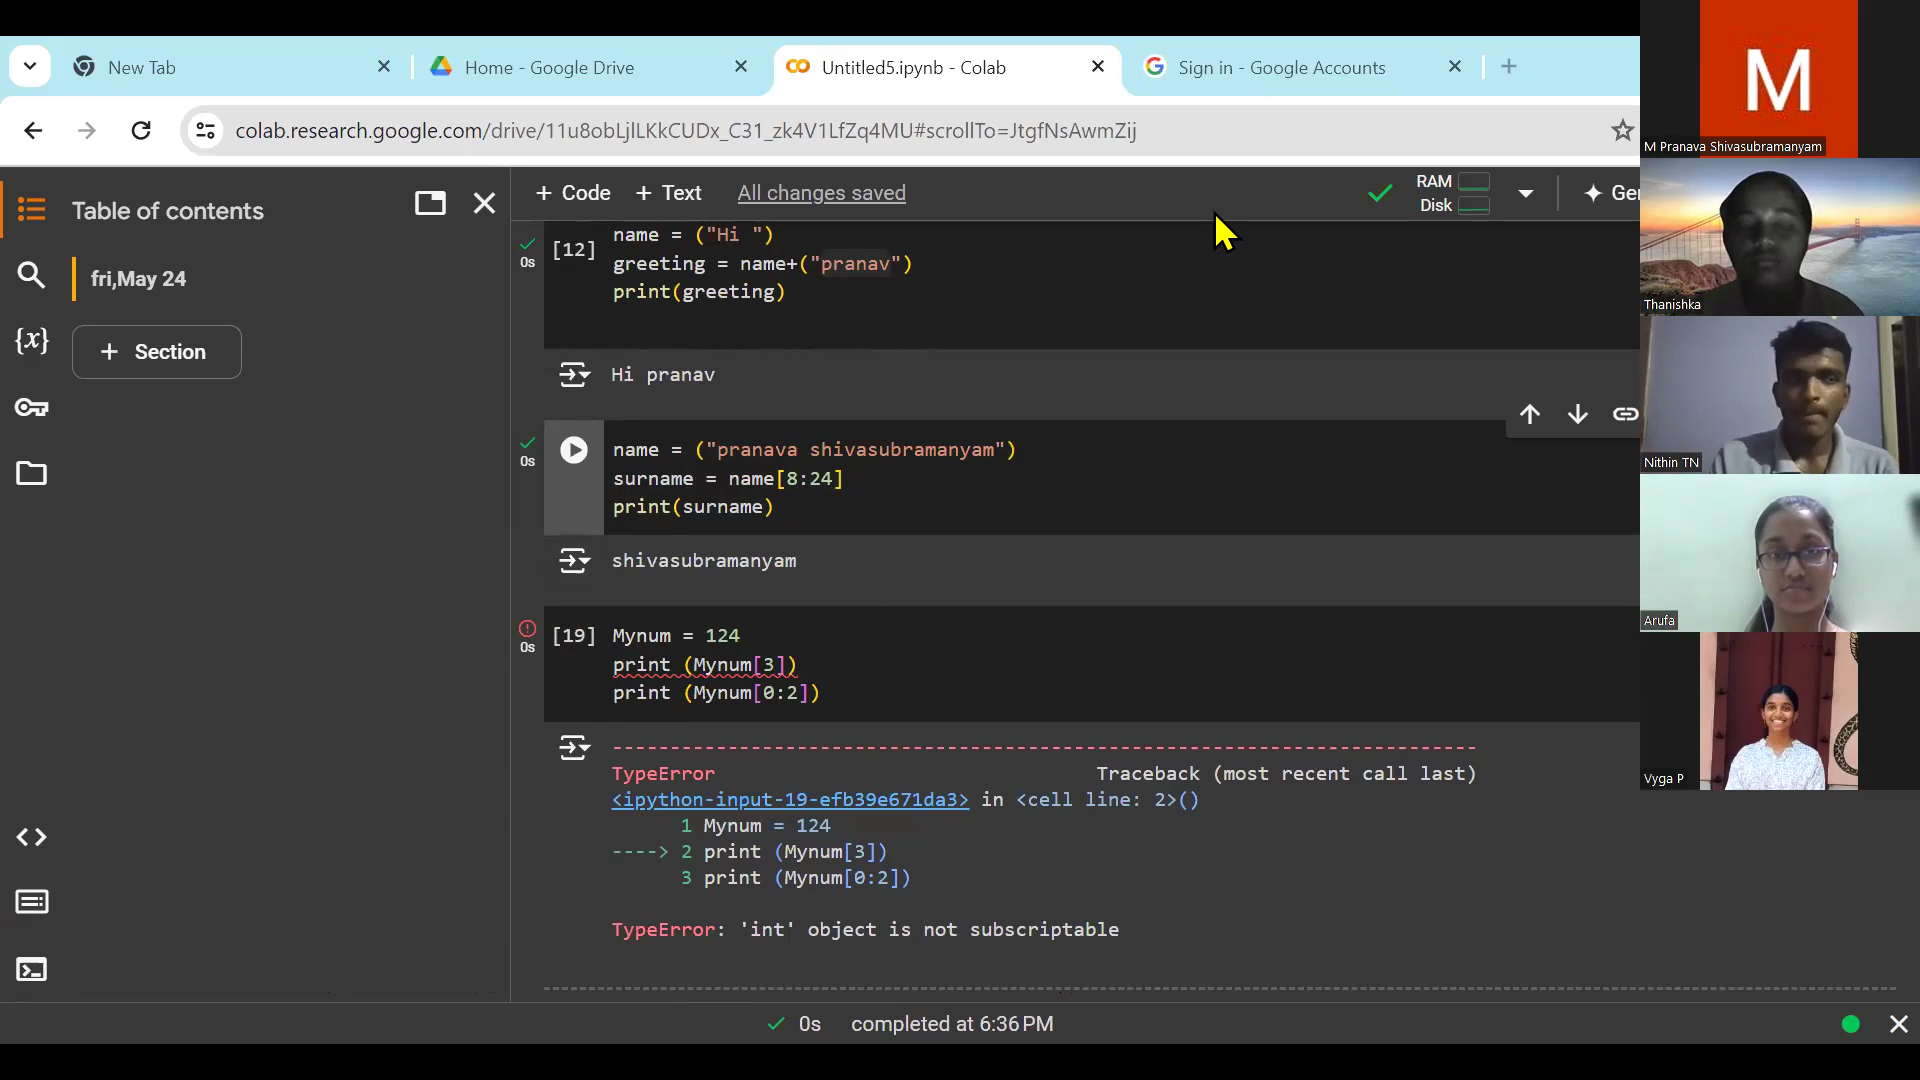 New Tab
Home - Google Drive
Untitled5.ipynb - Colab
Sign in - Google Accounts
colab.research.google.com/drive/11u8obLjlLKkCUDx_C31_zk4V1LfZq4MU#scrollTo=JtgfNsAwmZij
Table of contents
+ Code + Text All changes saved
RAM
Disk
Ge
fri,May 24
+ Section
{x}
0s
[12]
name = ("Hi ")
greeting = name+("pranav")
print(greeting)
Hi pranav
0s
name = ("pranava shivasubramanyam")
surname = name[8:24]
print(surname)
shivasubramanyam
0s
[19]
Mynum = 124
print (Mynum[3])
print (Mynum[0:2])
---------------------------------------------------------------------------
TypeError Traceback (most recent call last)
<ipython-input-19-efb39e671da3> in <cell line: 2>()
1 Mynum = 124
----> 2 print (Mynum[3])
3 print (Mynum[0:2])
TypeError: 'int' object is not subscriptable
0s completed at 6:36 PM
M
M Pranava Shivasubramanyam
Thanishka
Nithin TN
Arufa
Vyga P